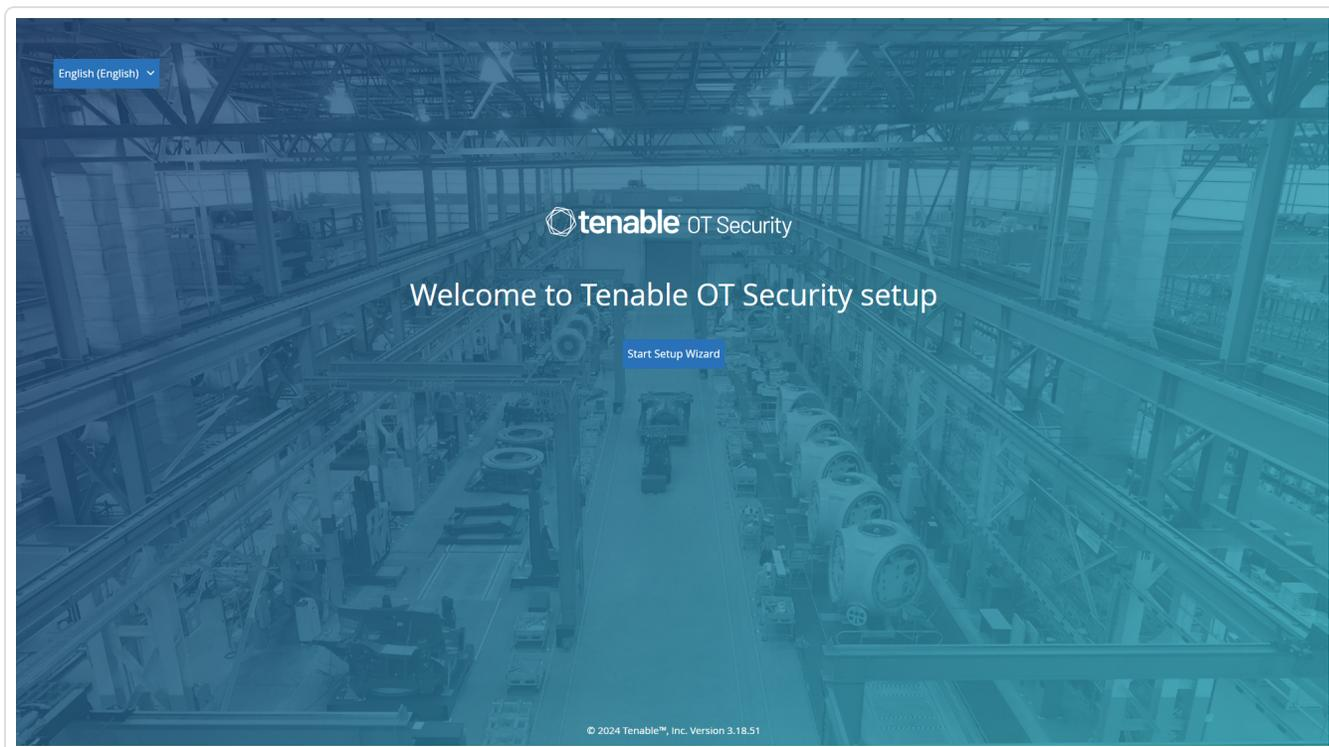 English (English)
tenable OT Security
Welcome to Tenable OT Security setup
Start Setup Wizard
© 2024 Tenable™, Inc. Version 3.18.51